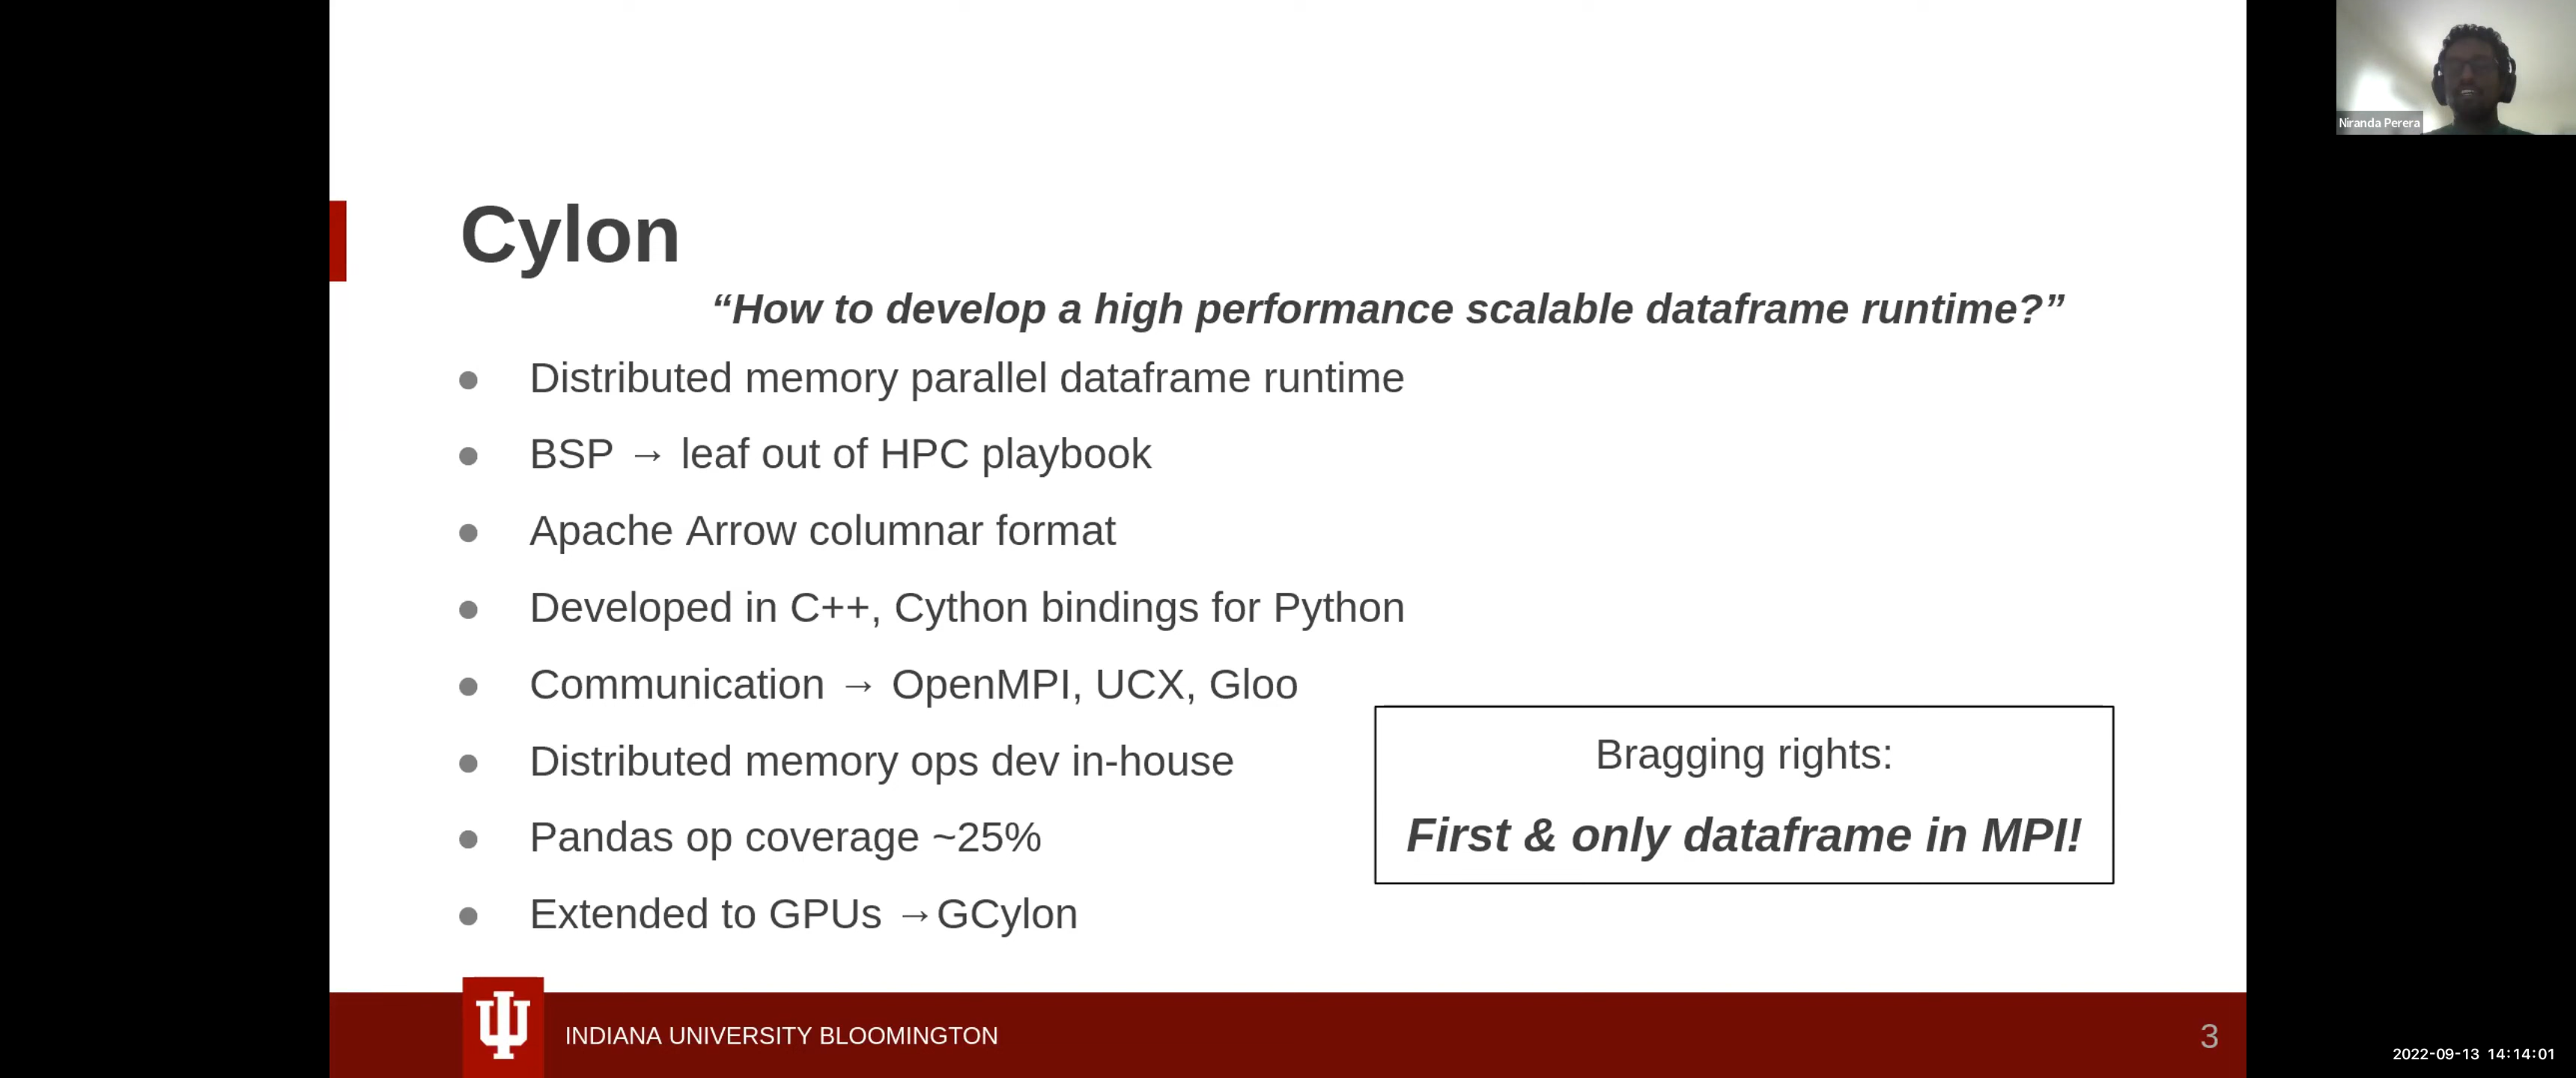 Cylon
“How to develop a high performance scalable dataframe runtime?”
● Distributed memory parallel dataframe runtime
● BSP → leaf out of HPC playbook
● Apache Arrow columnar format
● Developed in C++, Cython bindings for Python
● Communication → OpenMPI, UCX, Gloo
● Distributed memory ops dev in-house
● Pandas op coverage ~25%
● Extended to GPUs →GCylon
Bragging rights:
First & only dataframe in MPI!
INDIANA UNIVERSITY BLOOMINGTON
3
Niranda Perera
2022-09-13 14:14:01